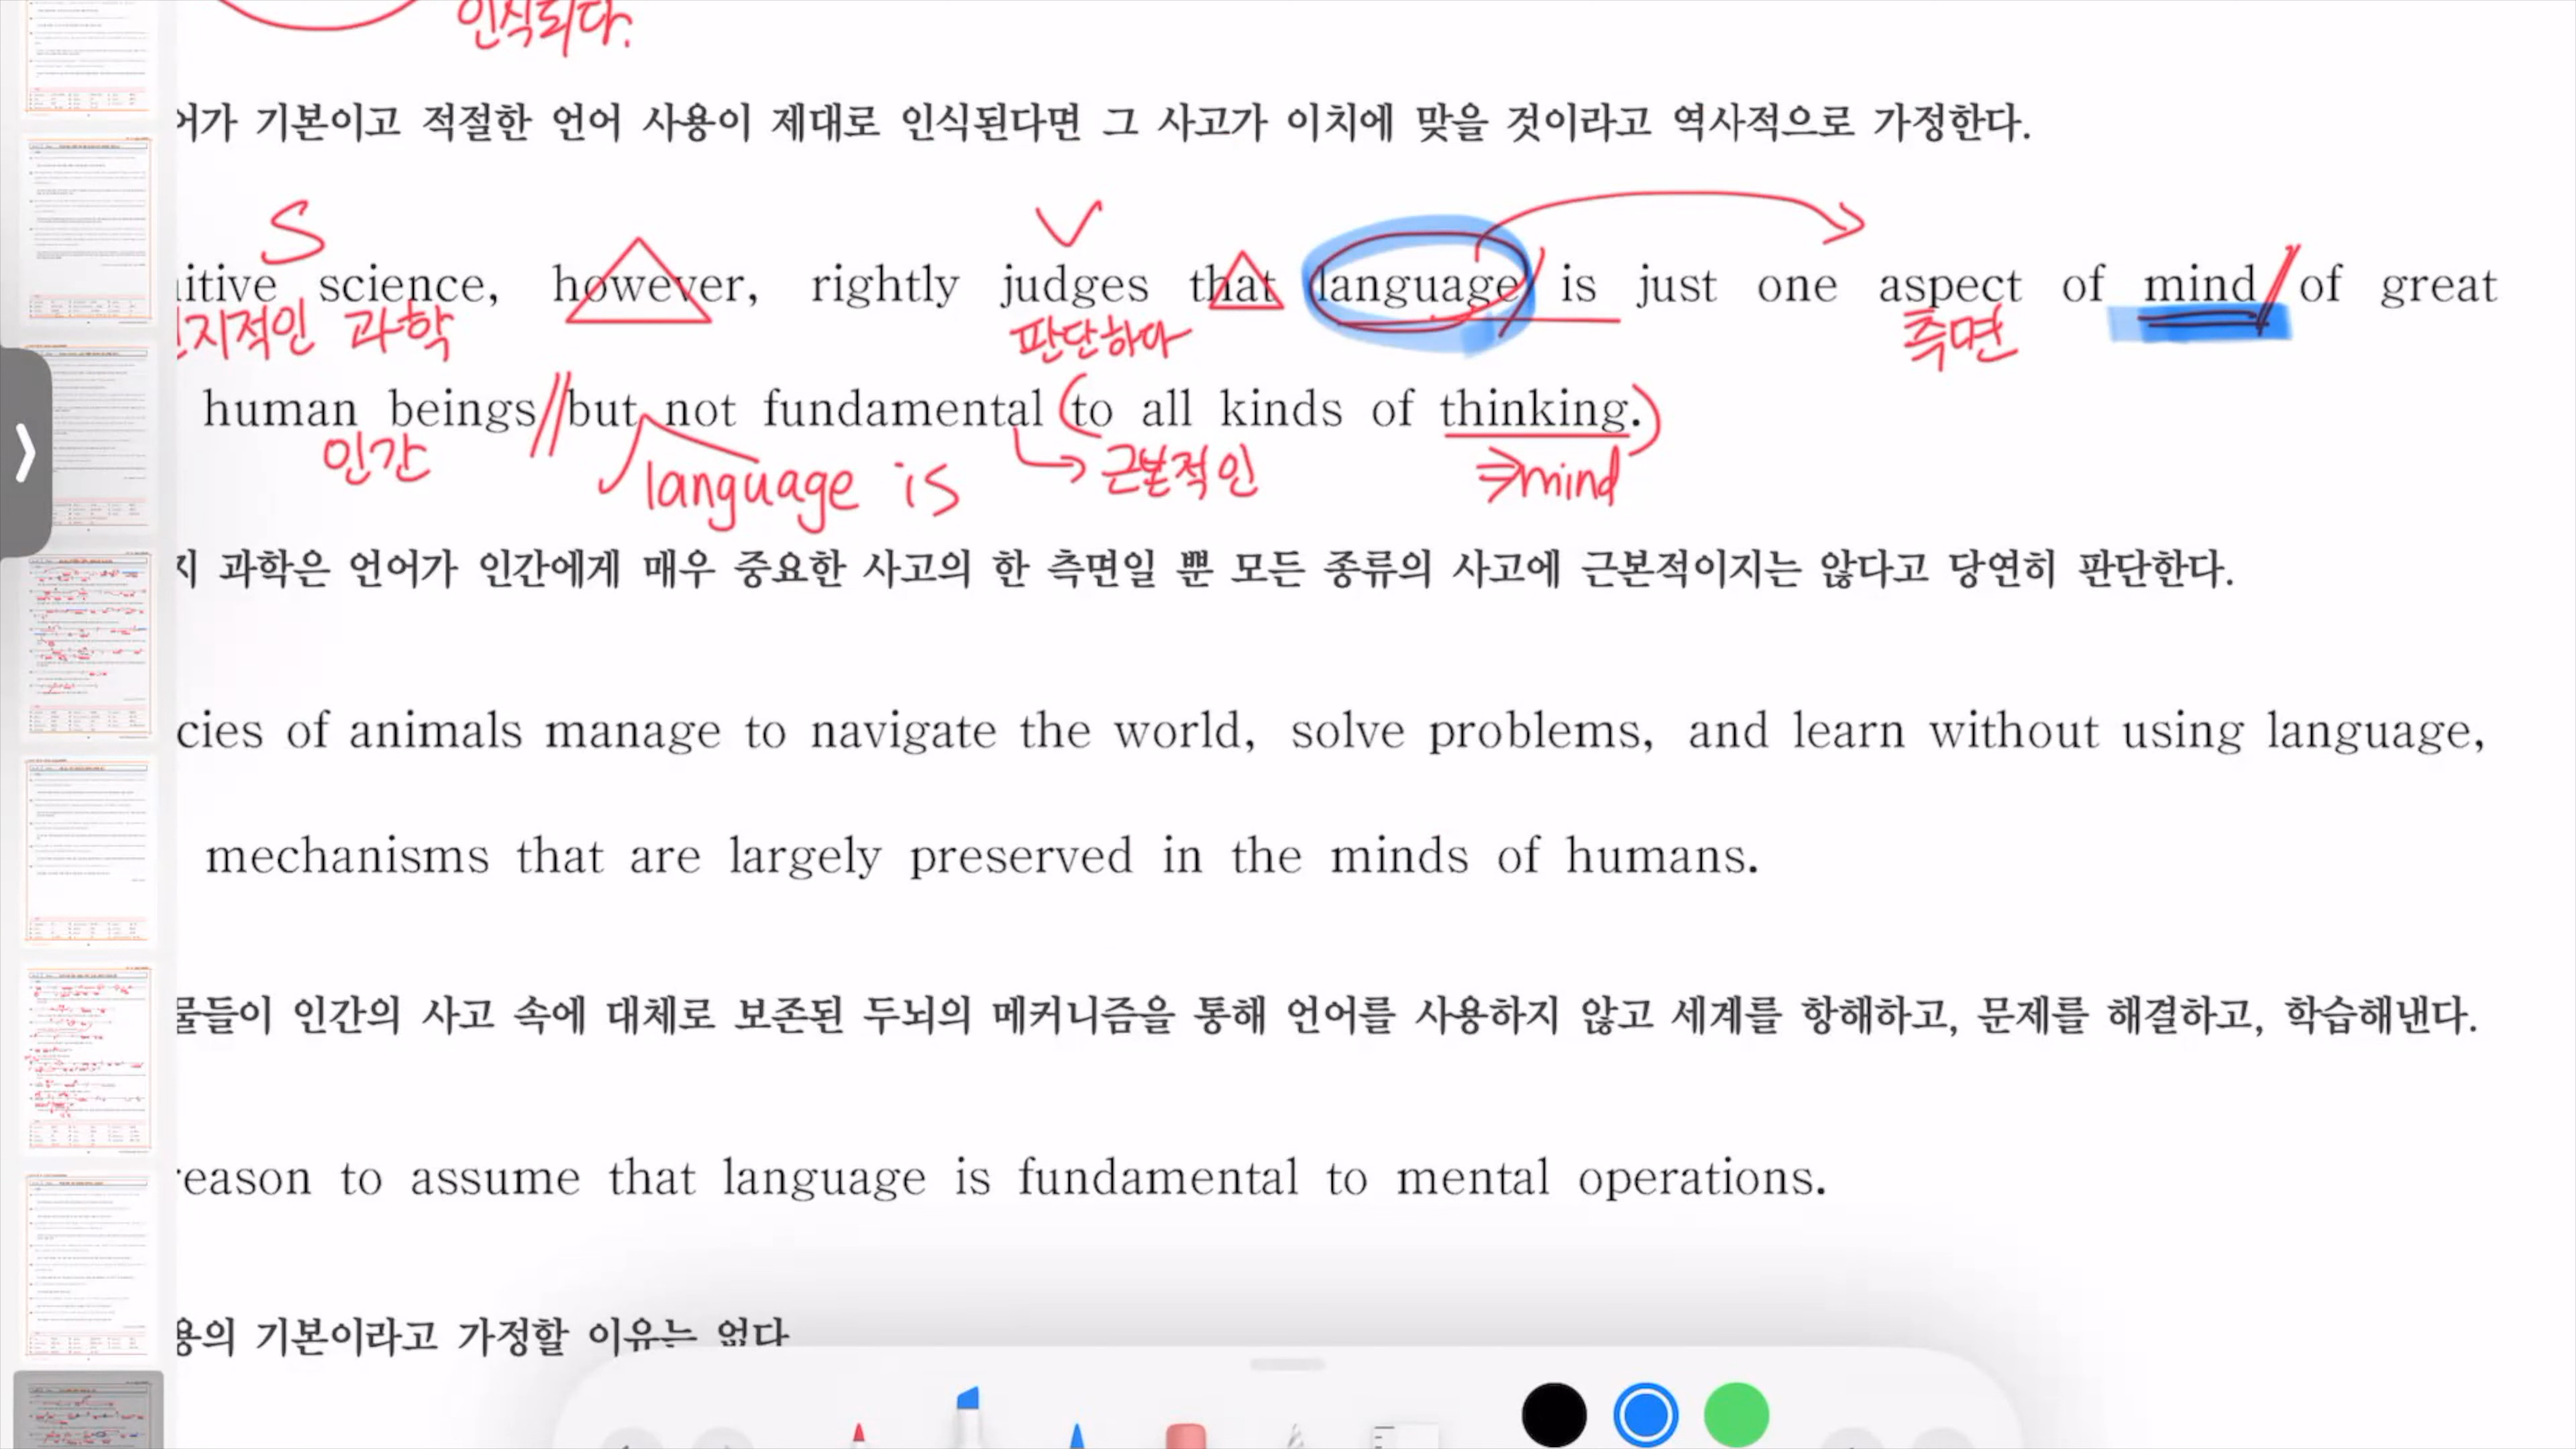 인식되다.
어가 기본이고 적절한 언어 사용이 제대로 인식된다면 그 사고가 이치에 맞을 것이라고 역사적으로 가정한다.
S V
itive science, however, rightly judges that language is just one aspect of mind of great
지적인 과학 판단하다 측면
human beings but not fundamental to all kinds of thinking.
인간 language is 근본적인 ⇒mind
지 과학은 언어가 인간에게 매우 중요한 사고의 한 측면일 뿐 모든 종류의 사고에 근본적이지는 않다고 당연히 판단한다.
cies of animals manage to navigate the world, solve problems, and learn without using language,
mechanisms that are largely preserved in the minds of humans.
물들이 인간의 사고 속에 대체로 보존된 두뇌의 메커니즘을 통해 언어를 사용하지 않고 세계를 항해하고, 문제를 해결하고, 학습해낸다.
reason to assume that language is fundamental to mental operations.
용의 기본이라고 가정할 이유는 없다